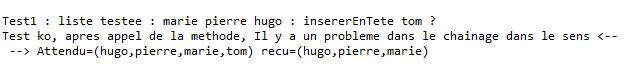 Test1 : liste testee : marie pierre hugo : insererEnTete tom ?
Test ko, apres appel de la methode, Il y a un probleme dans le chainage dans le sens <--
--> Attendu=(hugo,pierre,marie,tom) recu=(hugo,pierre,marie)